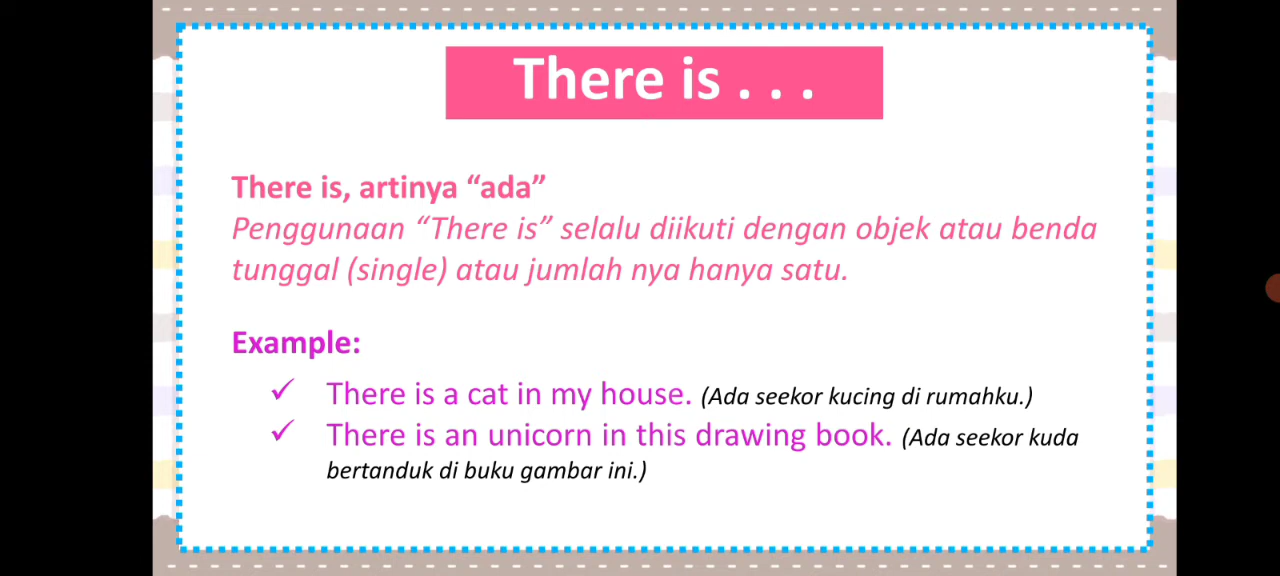 There is . . .
There is, artinya “ada”
Penggunaan “There is” selalu diikuti dengan objek atau benda
tunggal (single) atau jumlah nya hanya satu.
Example:
✓ There is a cat in my house. (Ada seekor kucing di rumahku.)
✓ There is an unicorn in this drawing book. (Ada seekor kuda
bertanduk di buku gambar ini.)